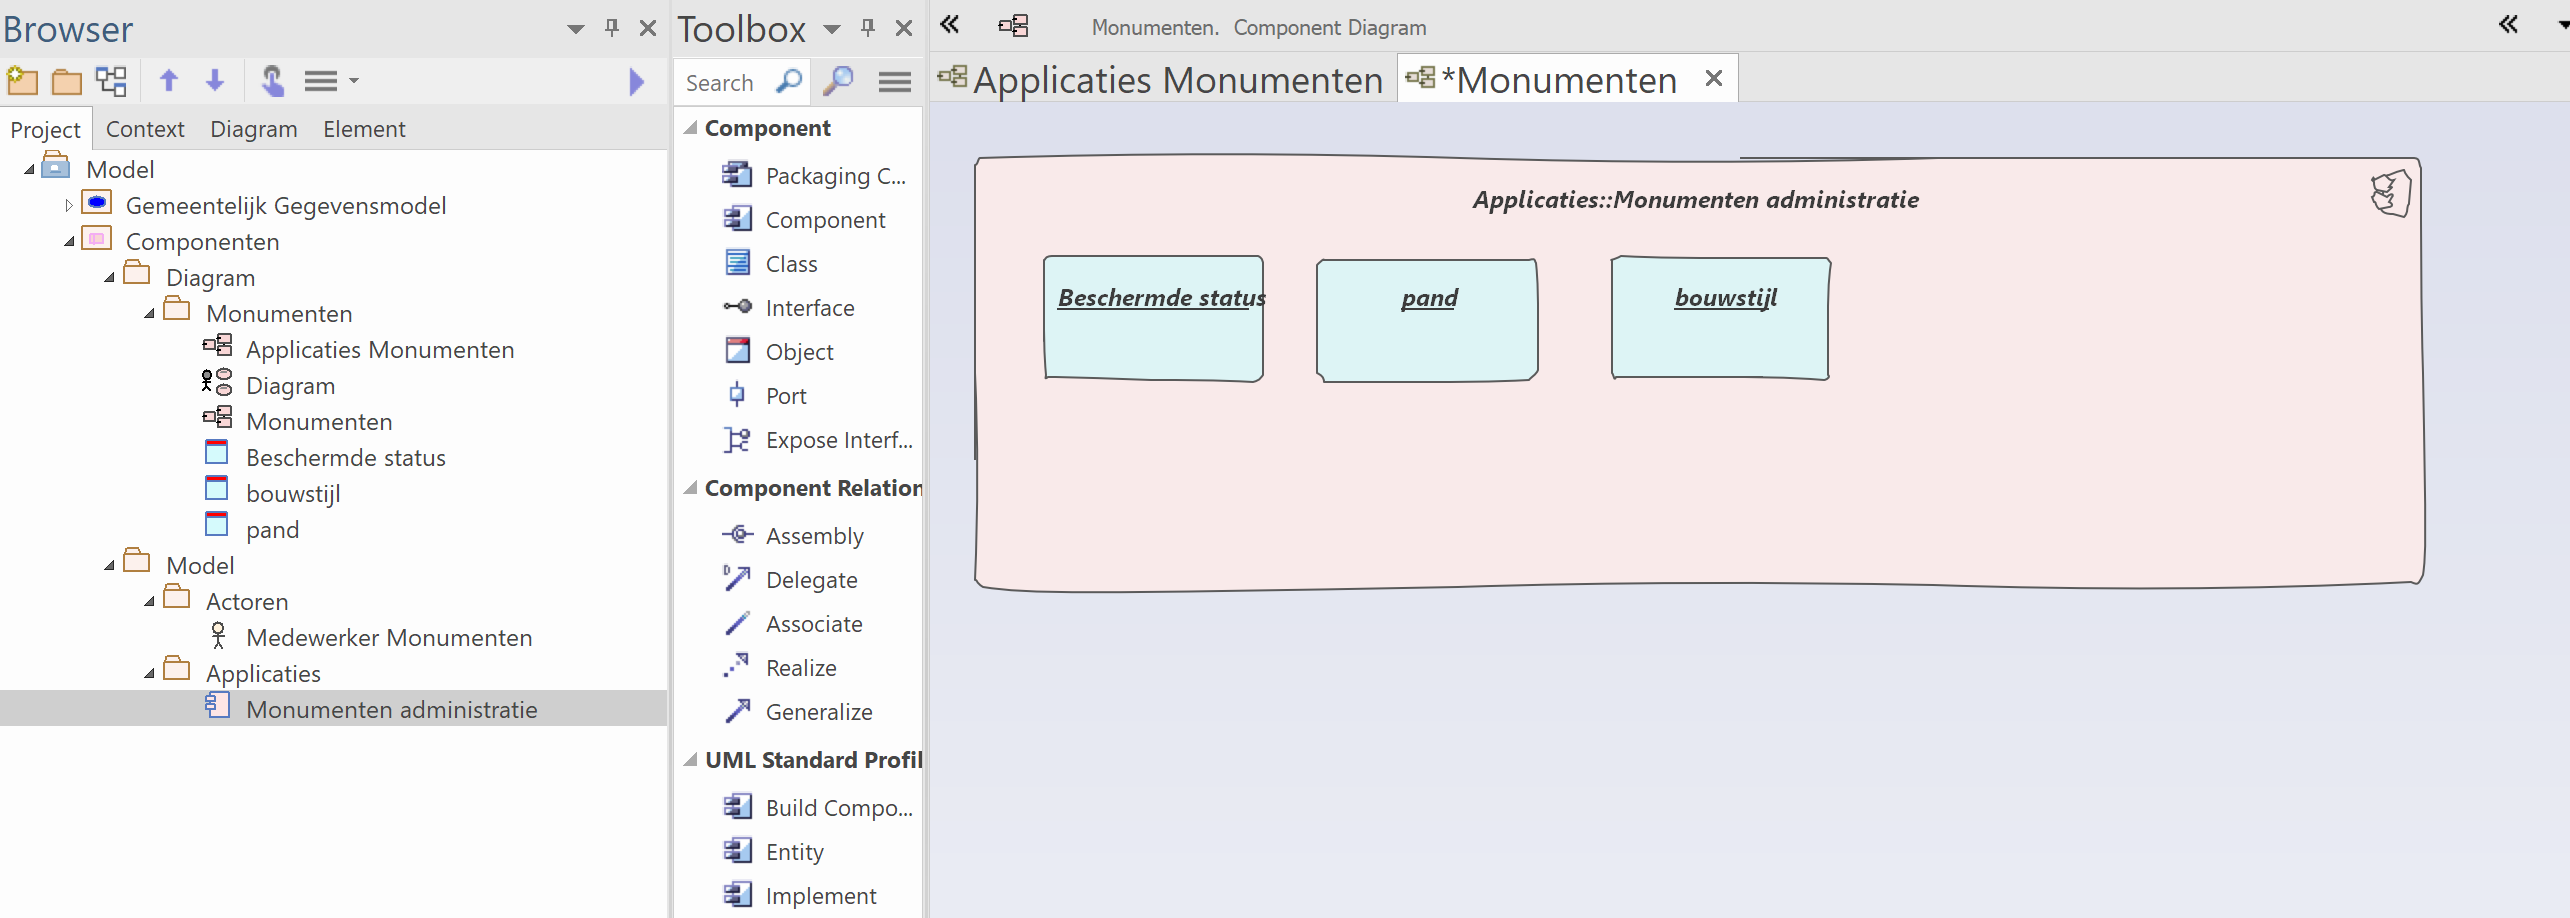 Browser
Project
Context
Diagram
Element
Model
Gemeentelijk Gegevensmodel
Componenten
Diagram
Monumenten
Applicaties Monumenten
Diagram
Monumenten
Beschermde status
bouwstijl
pand
Model
Actoren
Medewerker Monumenten
Applicaties
Monumenten administratie
Toolbox
Search
Component
Packaging C...
Component
Class
Interface
Object
Port
Expose Interf...
Component Relation
Assembly
Delegate
Associate
Realize
Generalize
UML Standard Profil
Build Compo...
Entity
Implement
Monumenten. Component Diagram
Applicaties Monumenten
*Monumenten
Applicaties::Monumenten administratie
Beschermde status
pand
bouwstijl